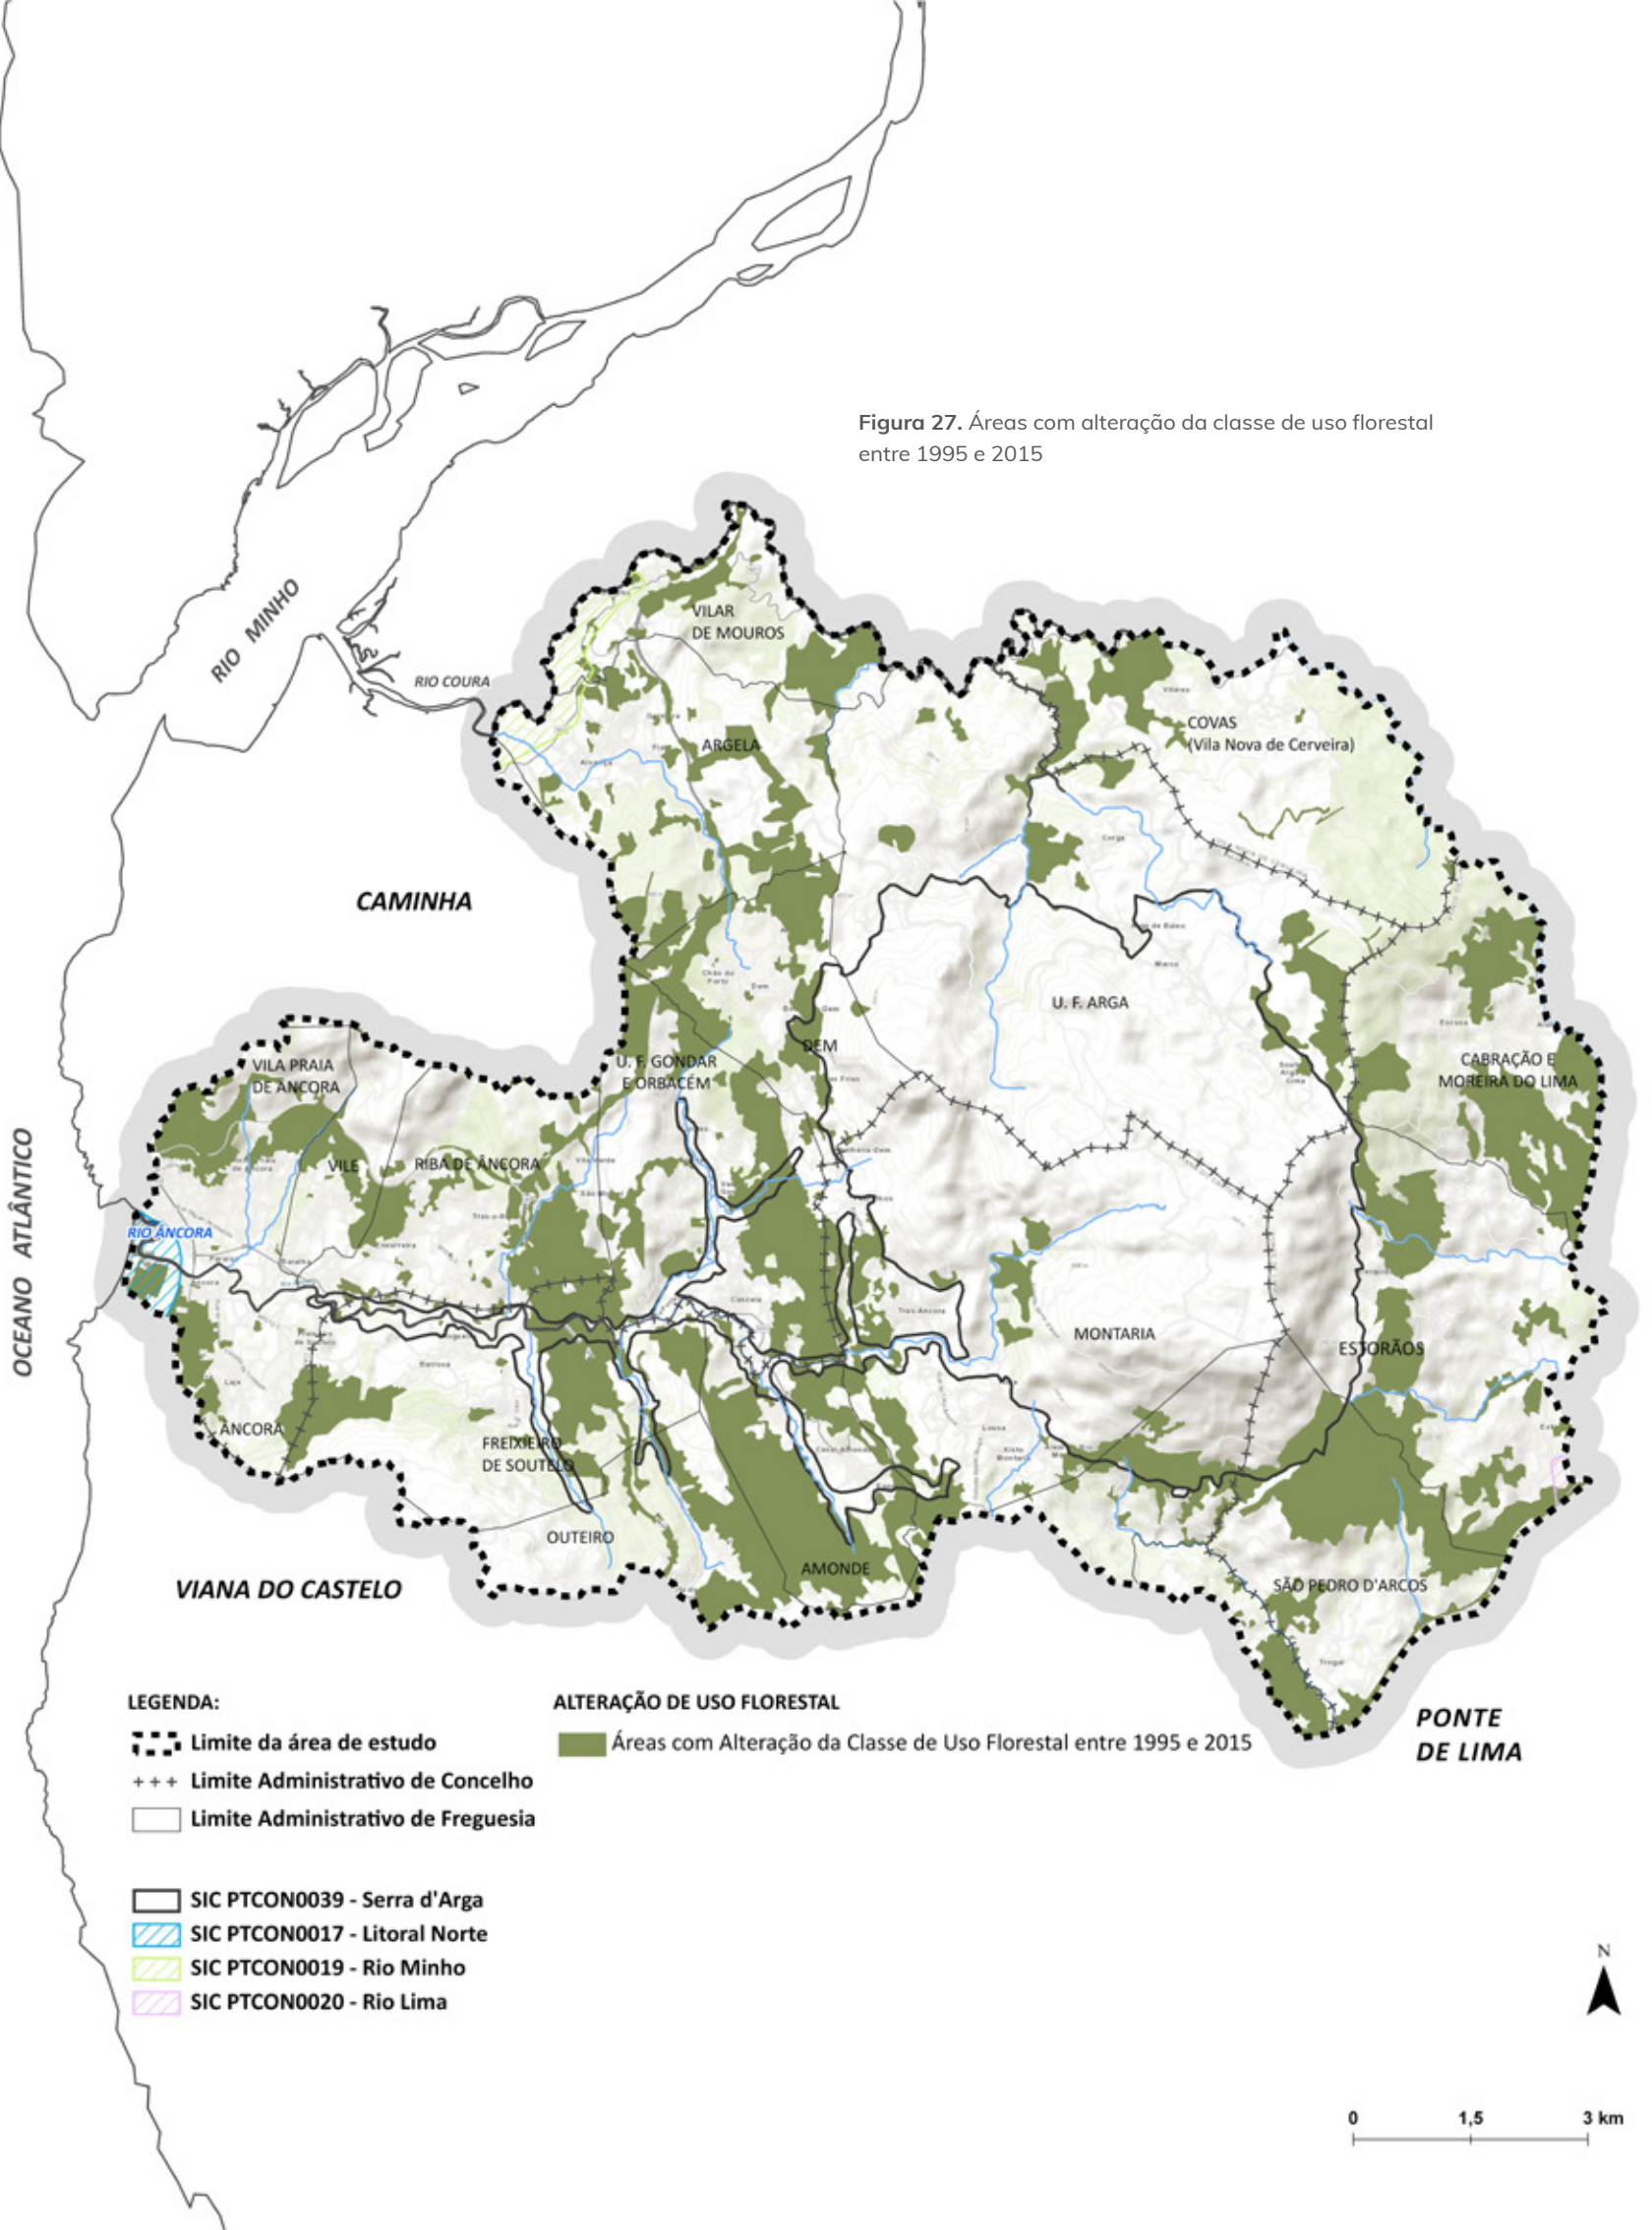 Figura 27. Áreas com alteração da classe de uso florestal
entre 1995 e 2015
RIO MINHO
RIO COURA
VILAR
DE MOUROS
COVAS
(Vila Nova de Cerveira)
ARGELA
CAMINHA
U. F. ARGA
DEM
U. F. GONDAR
E ORBACÉM
VILA PRAIA
DE ÂNCORA
CABRAÇÃO E
MOREIRA DO LIMA
VILE
RIBA DE ÂNCORA
OCEANO ATLÂNTICO
RIO ÂNCORA
MONTARIA
ESTORÃOS
ÂNCORA
FREIXIEIRO
DE SOUTELO
OUTEIRO
AMONDE
SÃO PEDRO D'ARCOS
VIANA DO CASTELO
PONTE
DE LIMA
LEGENDA:
Limite da área de estudo
Limite Administrativo de Concelho
Limite Administrativo de Freguesia
SIC PTCON0039 - Serra d'Arga
SIC PTCON0017 - Litoral Norte
SIC PTCON0019 - Rio Minho
SIC PTCON0020 - Rio Lima
ALTERAÇÃO DE USO FLORESTAL
Áreas com Alteração da Classe de Uso Florestal entre 1995 e 2015
N
0 1,5 3 km